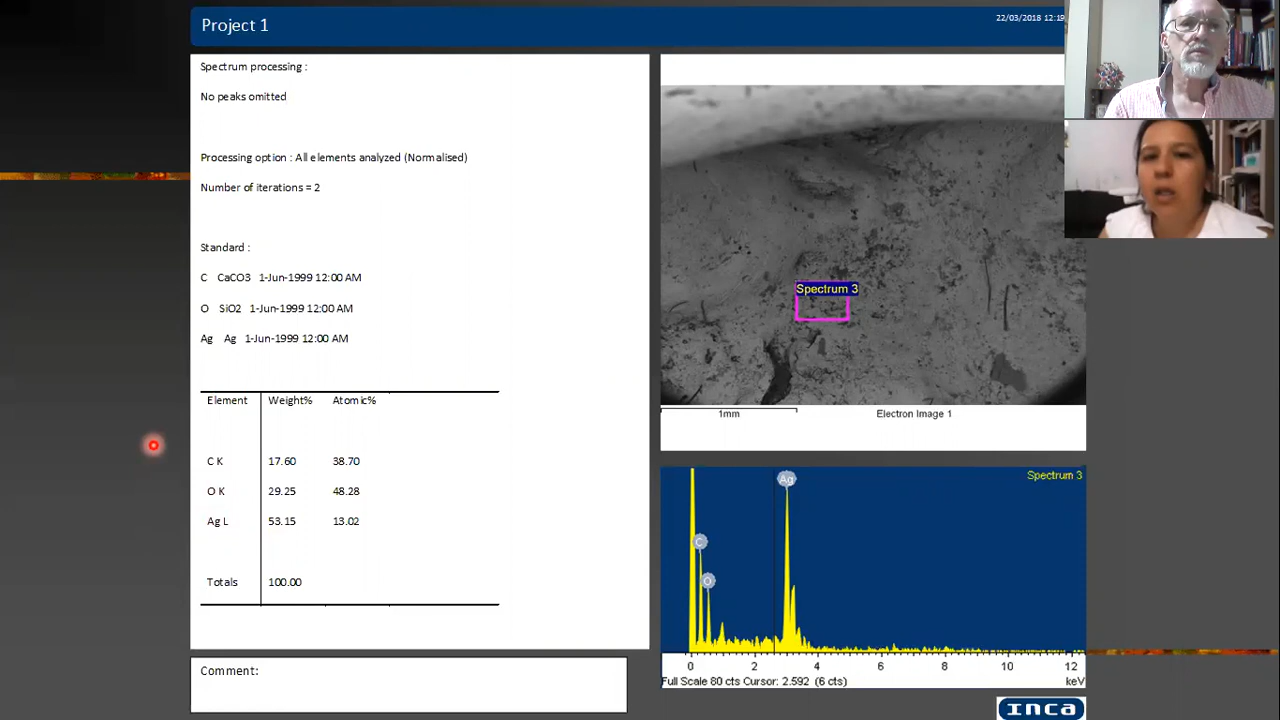 Project 1
22/03/2018 12:19
Spectrum processing :
No peaks omitted
Processing option : All elements analyzed (Normalised)
Number of iterations = 2
Standard :
C CaCO3 1-Jun-1999 12:00 AM
O SiO2 1-Jun-1999 12:00 AM
Ag Ag 1-Jun-1999 12:00 AM
Element Weight% Atomic%
C K 17.60 38.70
O K 29.25 48.28
Ag L 53.15 13.02
Totals 100.00
Comment:
Spectrum 3
1mm Electron Image 1
Spectrum 3
Ag
C
O
0 2 4 6 8 10 12
Full Scale 80 cts Cursor: 2.592 (6 cts) keV
INCA